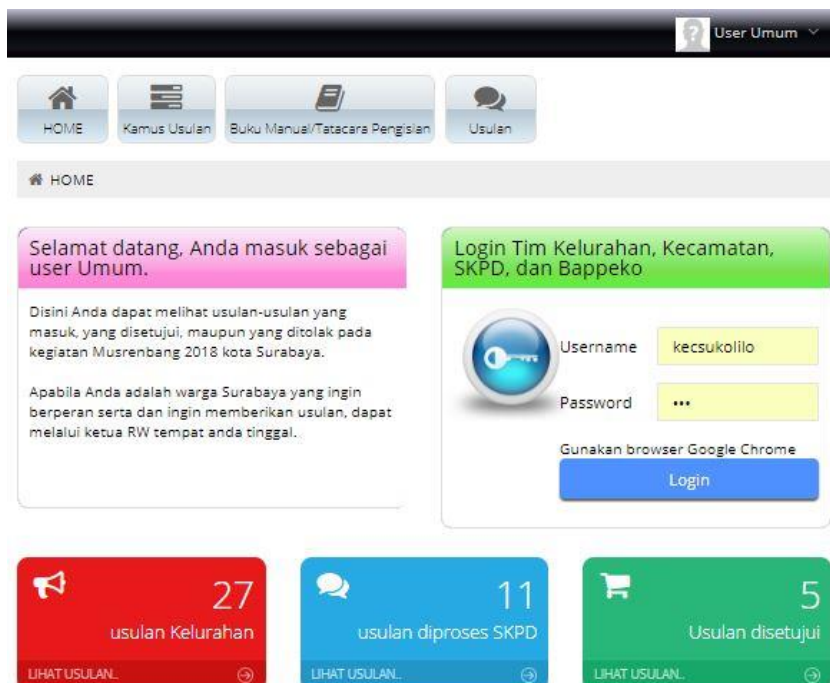 User Umum
HOME
Kamus Usulan
Buku Manual/Tatacara Pengisian
Usulan
HOME
Selamat datang, Anda masuk sebagai
user Umum.
Disini Anda dapat melihat usulan-usulan yang
masuk, yang disetujui, maupun yang ditolak pada
kegiatan Musrenbang 2018 kota Surabaya.
Apabila Anda adalah warga Surabaya yang ingin
berperan serta dan ingin memberikan usulan, dapat
melalui ketua RW tempat anda tinggal.
Login Tim Kelurahan, Kecamatan,
SKPD, dan Bappeko
Username
kecsukolilo
Password
•••
Gunakan browser Google Chrome
Login
27
usulan Kelurahan
LIHAT USULAN..
11
usulan diproses SKPD
LIHAT USULAN..
5
Usulan disetujui
LIHAT USULAN..